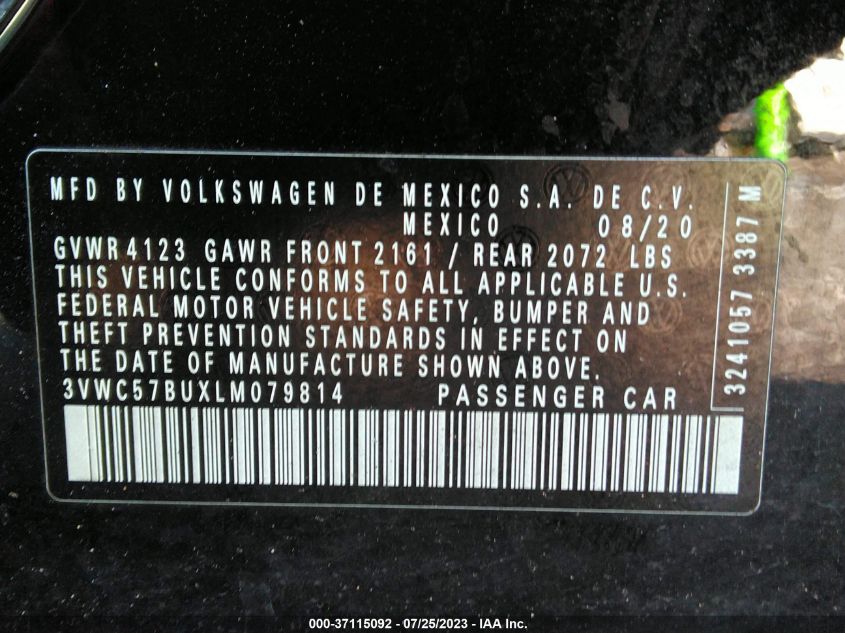 MFD BY VOLKSWAGEN DE MEXICO S.A. DE C.V.
MEXICO 08/20
GVWR 4123 GAWR FRONT 2161 / REAR 2072 LBS
THIS VEHICLE CONFORMS TO ALL APPLICABLE U.S.
FEDERAL MOTOR VEHICLE SAFETY, BUMPER AND
THEFT PREVENTION STANDARDS IN EFFECT ON
THE DATE OF MANUFACTURE SHOWN ABOVE.
3VWC57BUXLM079814 PASSENGER CAR
3241057 3387 M
000-37115092 - 07/25/2023 - IAA Inc.